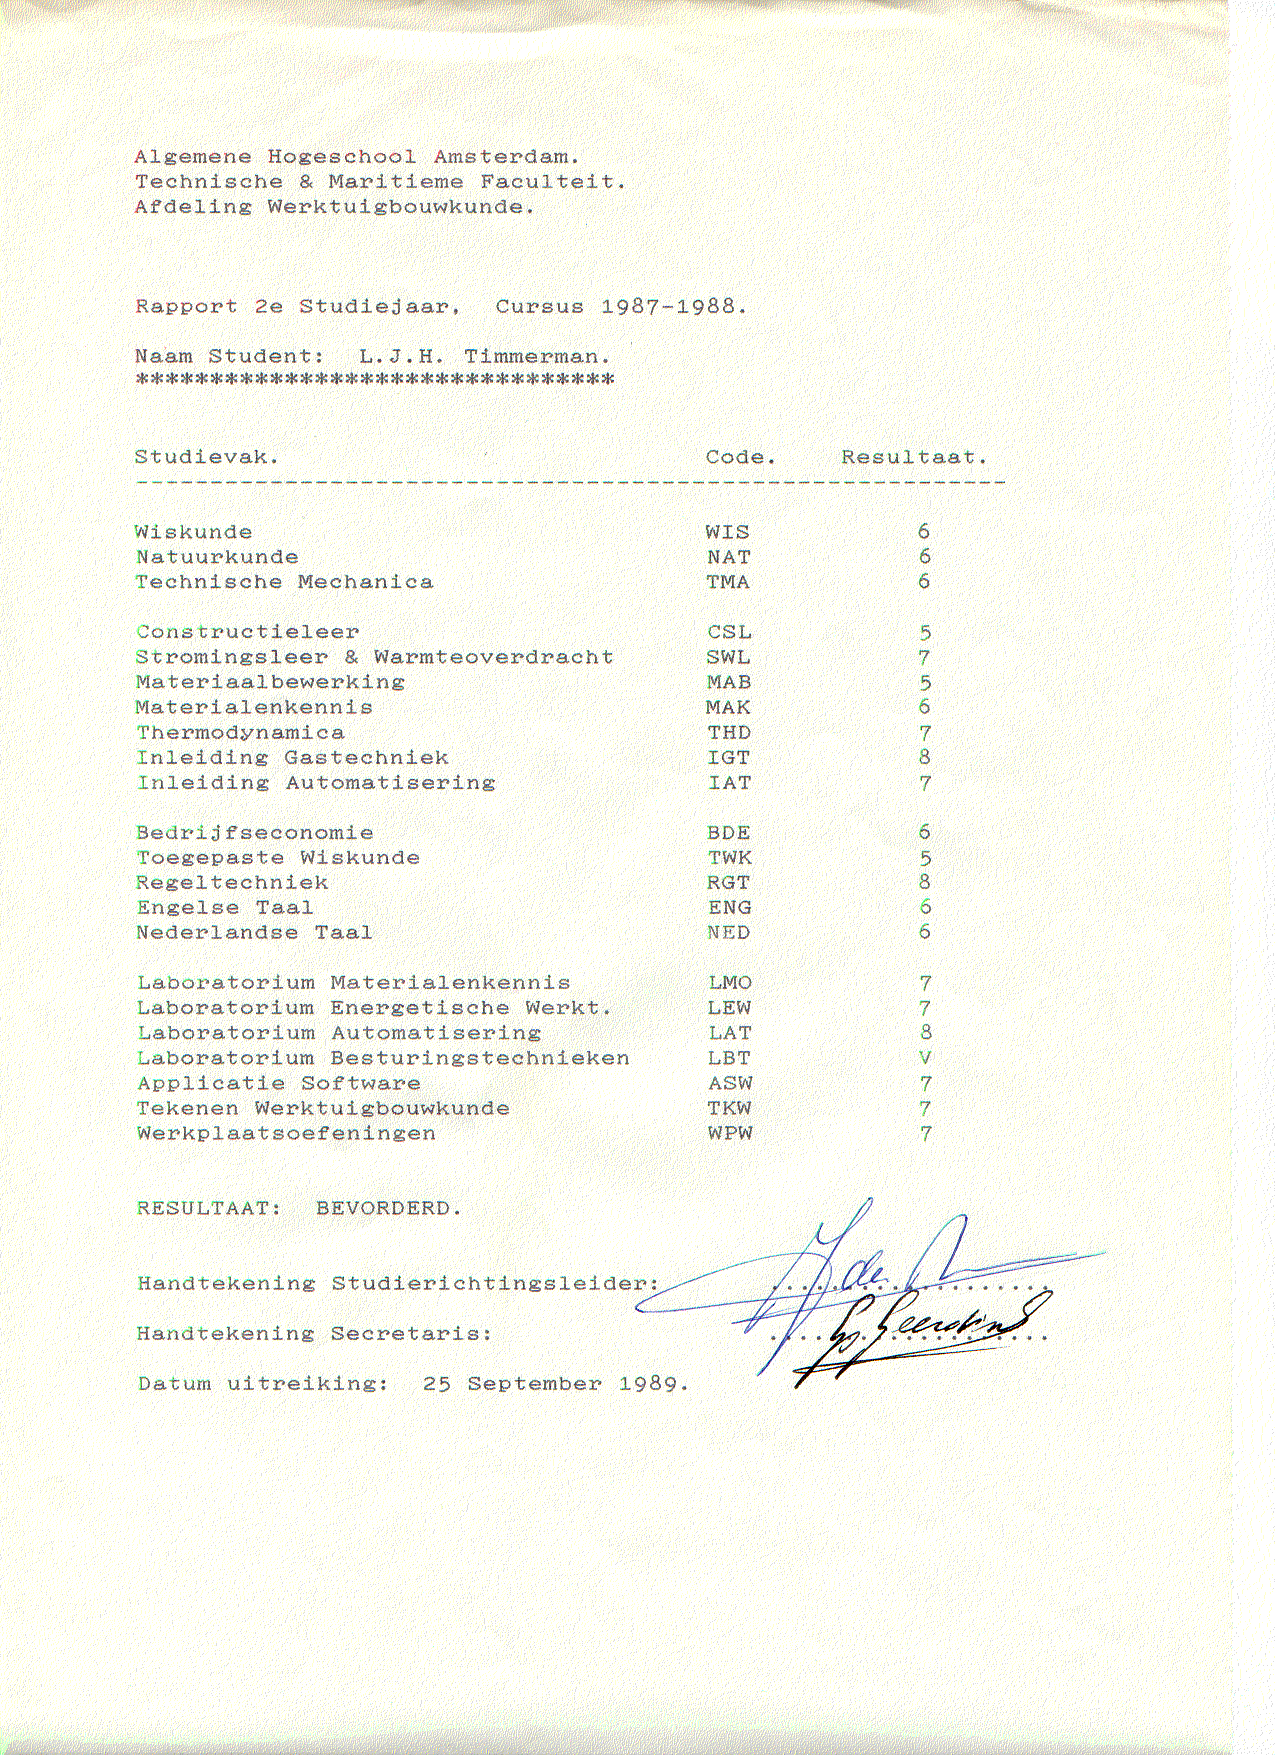 Algemene Hogeschool Amsterdam.
Technische & Maritieme Faculteit.
Afdeling Werktuigbouwkunde.
Rapport 2e Studiejaar, Cursus 1987-1988.
Naam Student: L.J.H. Timmerman.
********************************
Studievak. Code. Resultaat.
----------------------------------------------------------
Wiskunde WIS 6
Natuurkunde NAT 6
Technische Mechanica TMA 6
Constructieleer CSL 5
Stromingsleer & Warmteoverdracht SWL 7
Materiaalbewerking MAB 5
Materialenkennis MAK 6
Thermodynamica THD 7
Inleiding Gastechniek IGT 8
Inleiding Automatisering IAT 7
Bedrijfseconomie BDE 6
Toegepaste Wiskunde TWK 5
Regeltechniek RGT 8
Engelse Taal ENG 6
Nederlandse Taal NED 6
Laboratorium Materialenkennis LMO 7
Laboratorium Energetische Werkt. LEW 7
Laboratorium Automatisering LAT 8
Laboratorium Besturingstechnieken LBT V
Applicatie Software ASW 7
Tekenen Werktuigbouwkunde TKW 7
Werkplaatsoefeningen WPW 7
RESULTAAT: BEVORDERD.
Handtekening Studierichtingsleider:
Handtekening Secretaris:
Datum uitreiking: 25 September 1989.